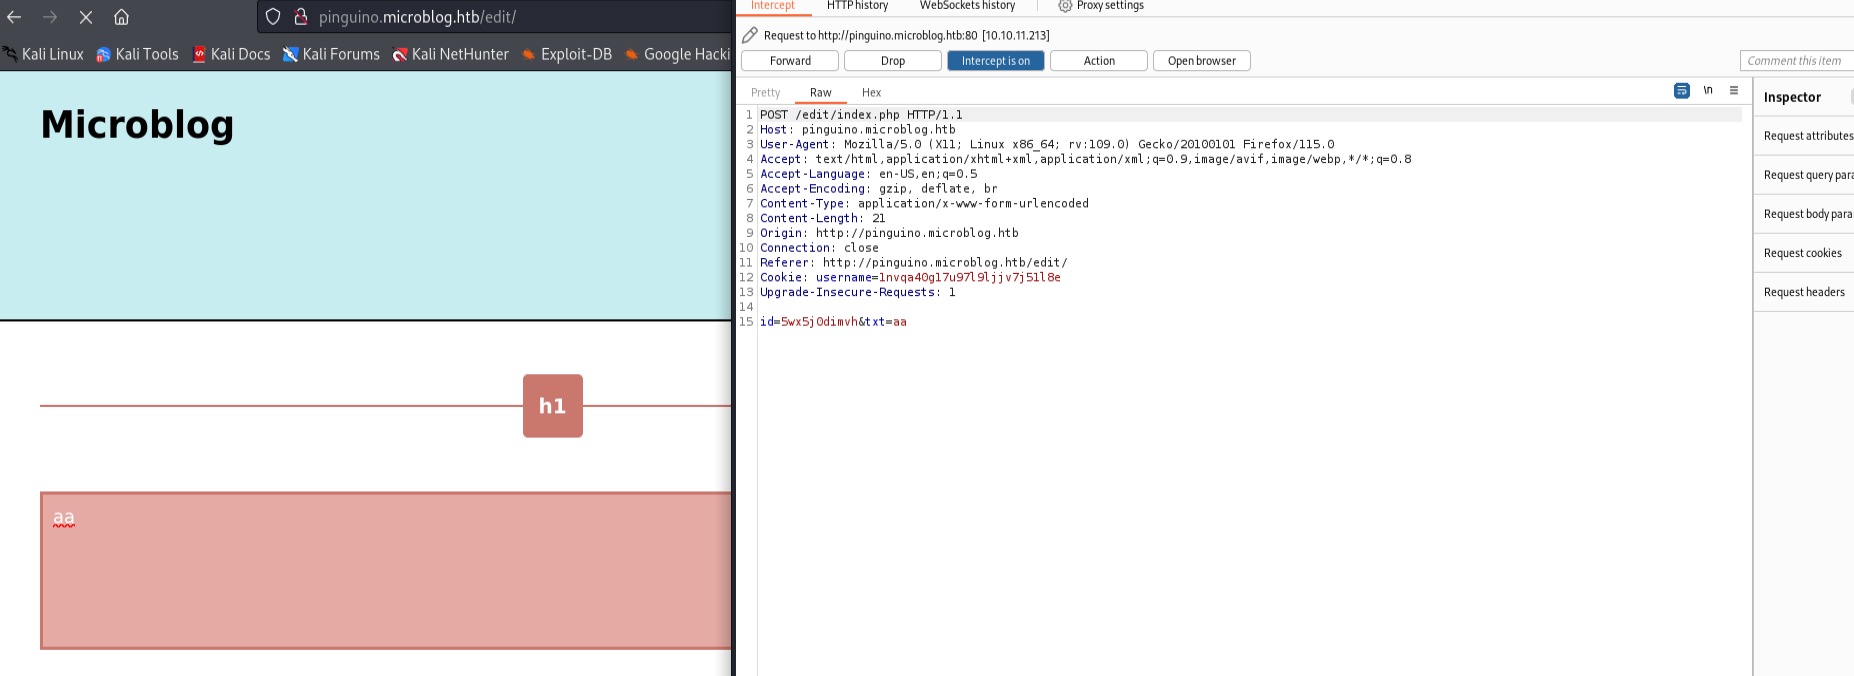 pinguino.microblog.htb/edit/
Kali Linux Kali Tools Kali Docs Kali Forums Kali NetHunter Exploit-DB Google Hacki
Microblog
h1
aa
Intercept HTTP history WebSockets history Proxy settings
Request to http://pinguino.microblog.htb:80 [10.10.11.213]
Forward Drop Intercept is on Action Open browser Comment this item
Pretty Raw Hex \n
1 POST /edit/index.php HTTP/1.1
2 Host: pinguino.microblog.htb
3 User-Agent: Mozilla/5.0 (X11; Linux x86_64; rv:109.0) Gecko/20100101 Firefox/115.0
4 Accept: text/html,application/xhtml+xml,application/xml;q=0.9,image/avif,image/webp,*/*;q=0.8
5 Accept-Language: en-US,en;q=0.5
6 Accept-Encoding: gzip, deflate, br
7 Content-Type: application/x-www-form-urlencoded
8 Content-Length: 21
9 Origin: http://pinguino.microblog.htb
10 Connection: close
11 Referer: http://pinguino.microblog.htb/edit/
12 Cookie: username=1nvqa40g17u97l9ljjv7j51l8e
13 Upgrade-Insecure-Requests: 1
14
15 id=5wx5j0dimvh&txt=aa
Inspector
Request attributes
Request query para
Request body para
Request cookies
Request headers